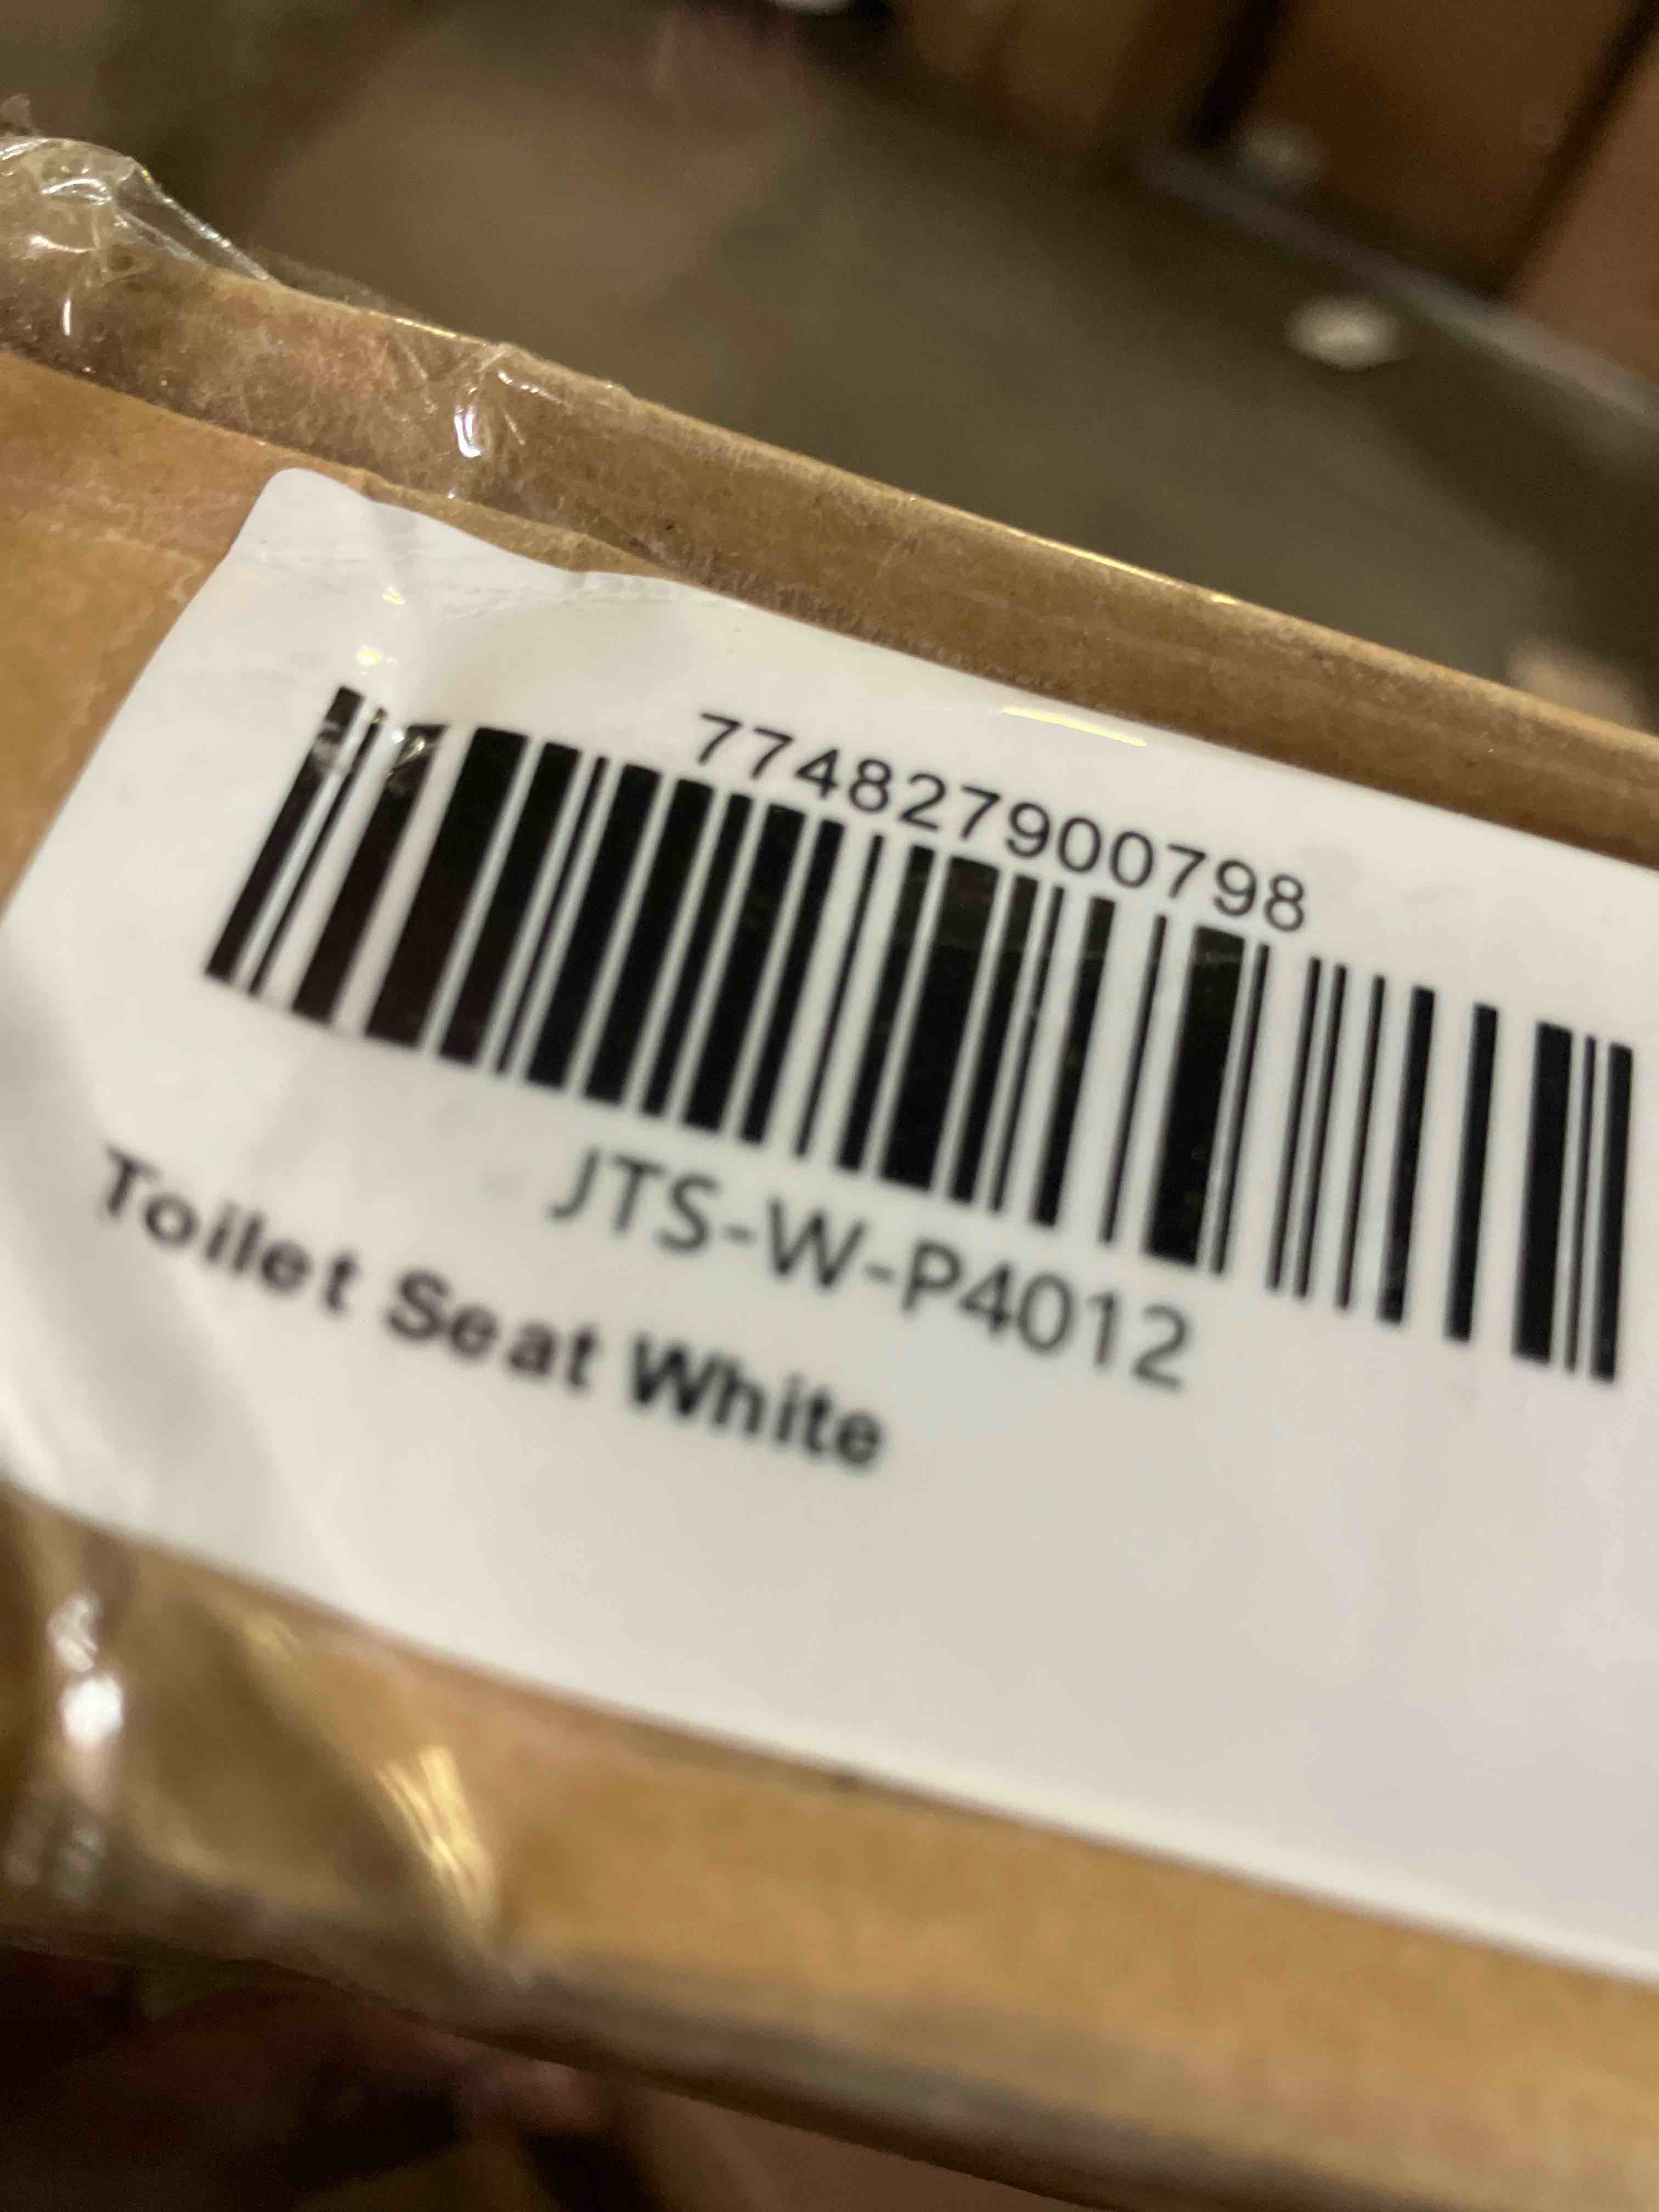 774827900798
JTS-W-P4012
Toilet Seat White